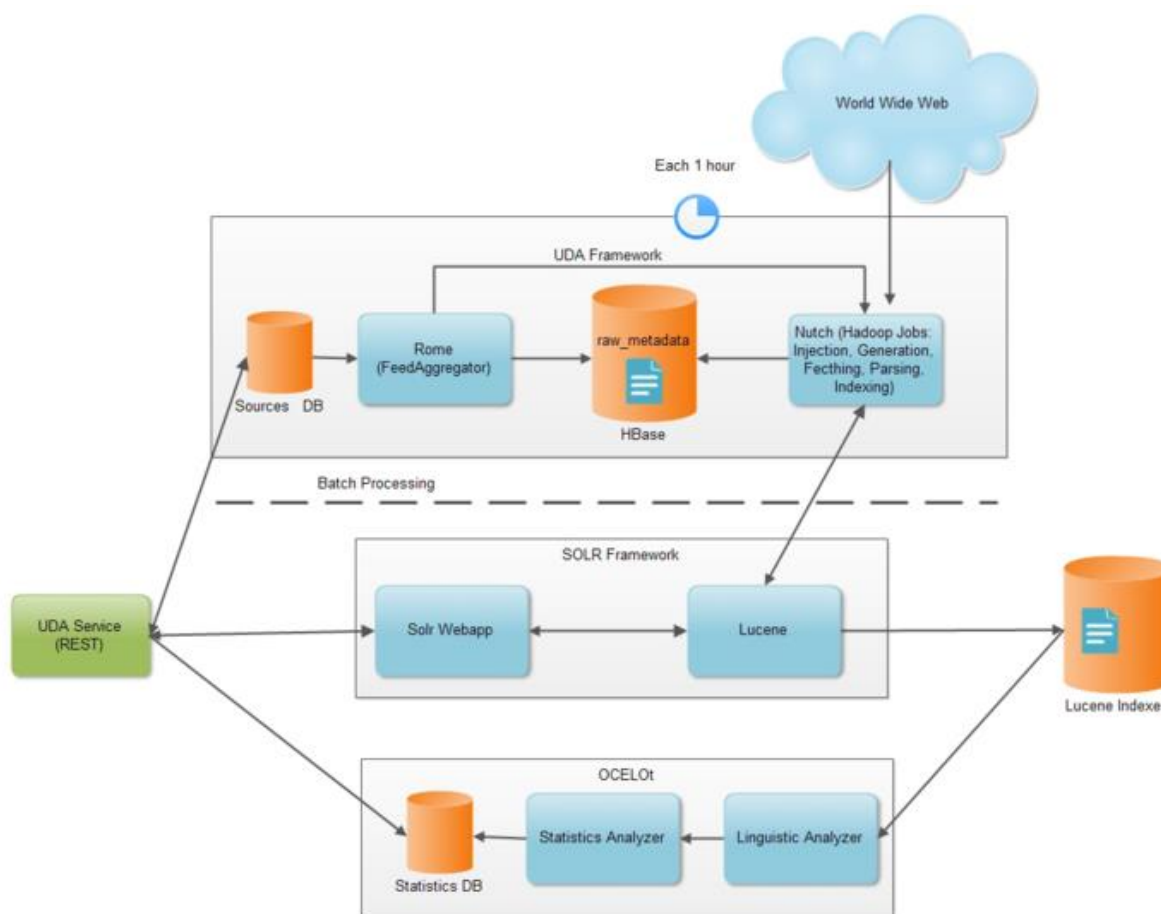 World Wide Web
Each 1 hour
UDA Framework
Rome
(FeedAggregator)
raw_metadata
Nutch (Hadoop Jobs:
Injection, Generation,
Fecthing, Parsing,
Indexing)
Sources DB
HBase
Batch Processing
SOLR Framework
UDA Service
(REST)
Solr Webapp
Lucene
Lucene Indexe
OCELOt
Statistics Analyzer
Linguistic Analyzer
Statistics DB